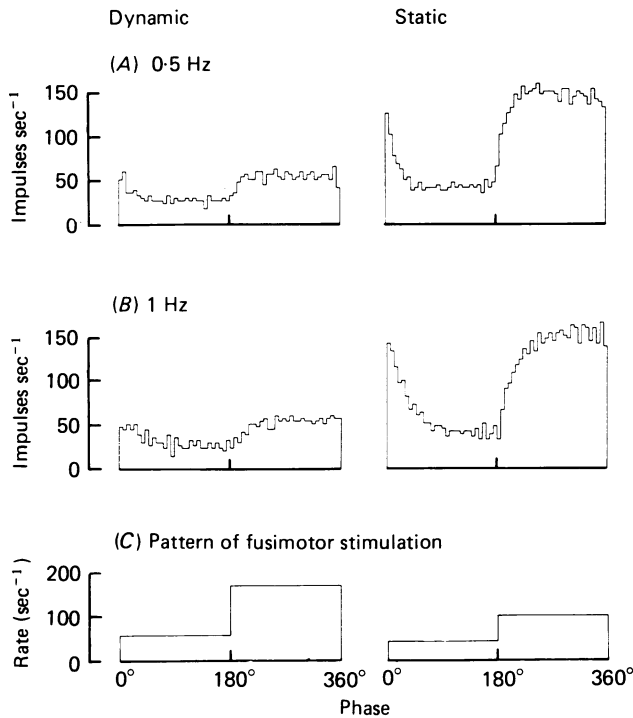 Dynamic Static
(A) 0·5 Hz
150
100
50
0
Impulses sec⁻¹
(B) 1 Hz
150
100
50
0
Impulses sec⁻¹
(C) Pattern of fusimotor stimulation
200
100
0
Rate (sec⁻¹)
0° 180° 360° 0° 180° 360°
Phase